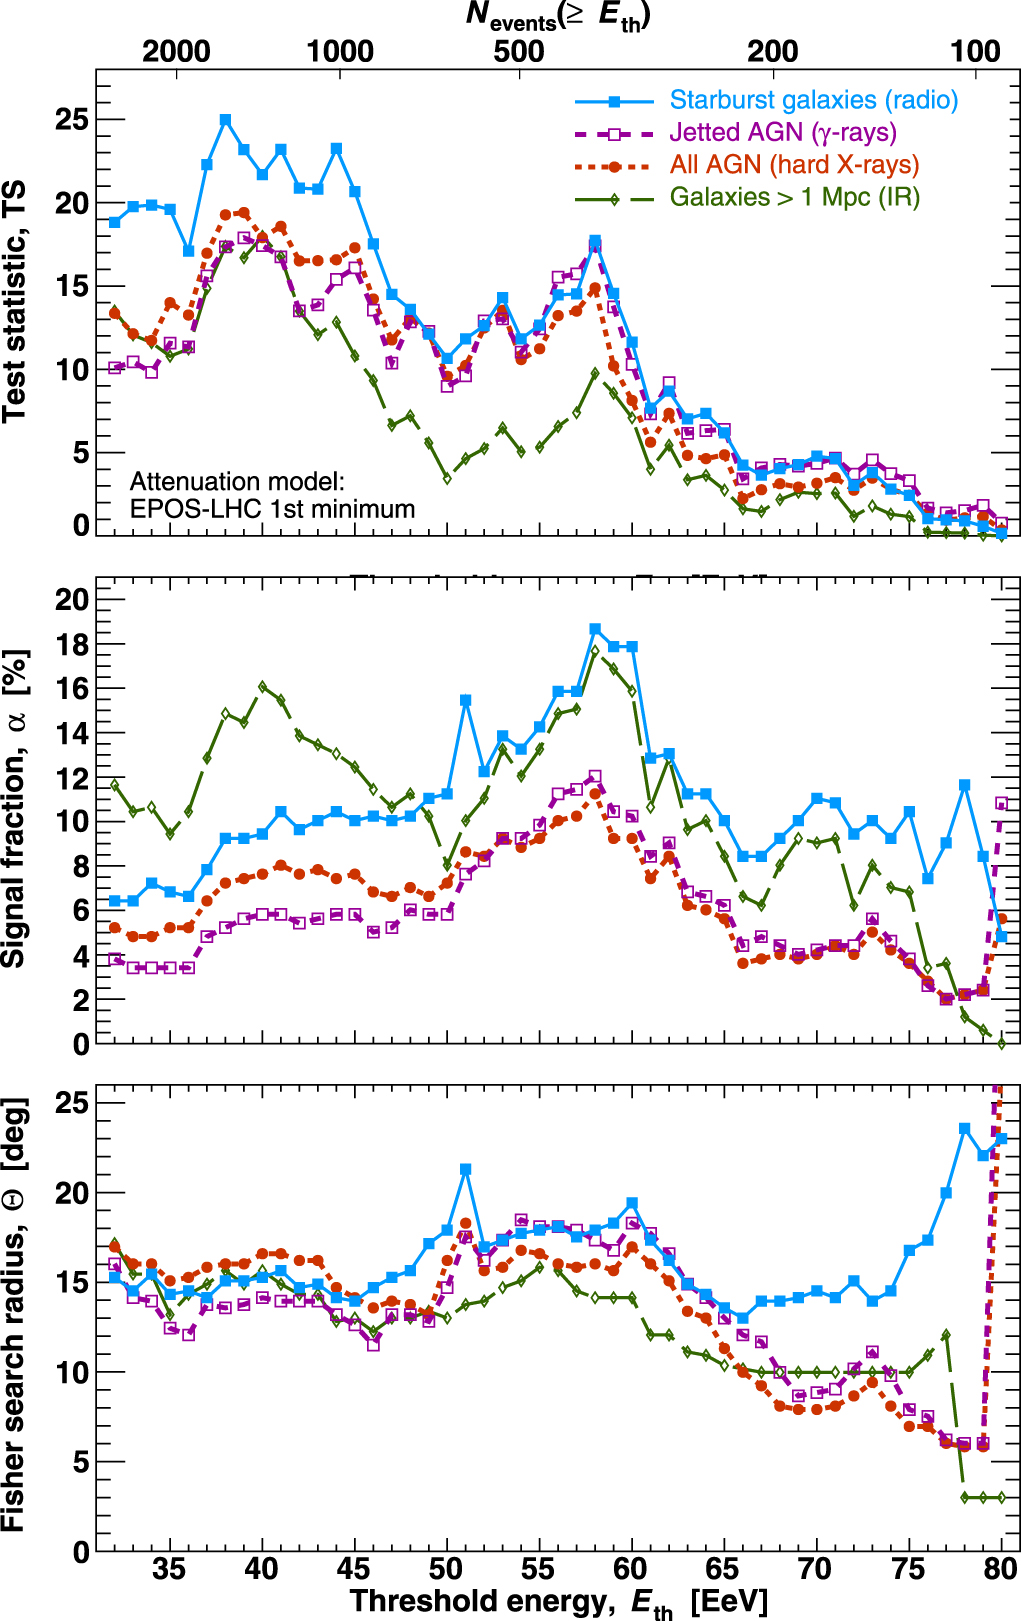 N events (≥ E th)
2000 1000 500 200 100
Test statistic, TS
25
20
15
10
5
0
Starburst galaxies (radio)
Jetted AGN (γ-rays)
All AGN (hard X-rays)
Galaxies > 1 Mpc (IR)
Attenuation model:
EPOS-LHC 1st minimum
Signal fraction, α [%]
20
18
16
14
12
10
8
6
4
2
0
Fisher search radius, Θ [deg]
25
20
15
10
5
0
35 40 45 50 55 60 65 70 75 80
Threshold energy, E th [EeV]